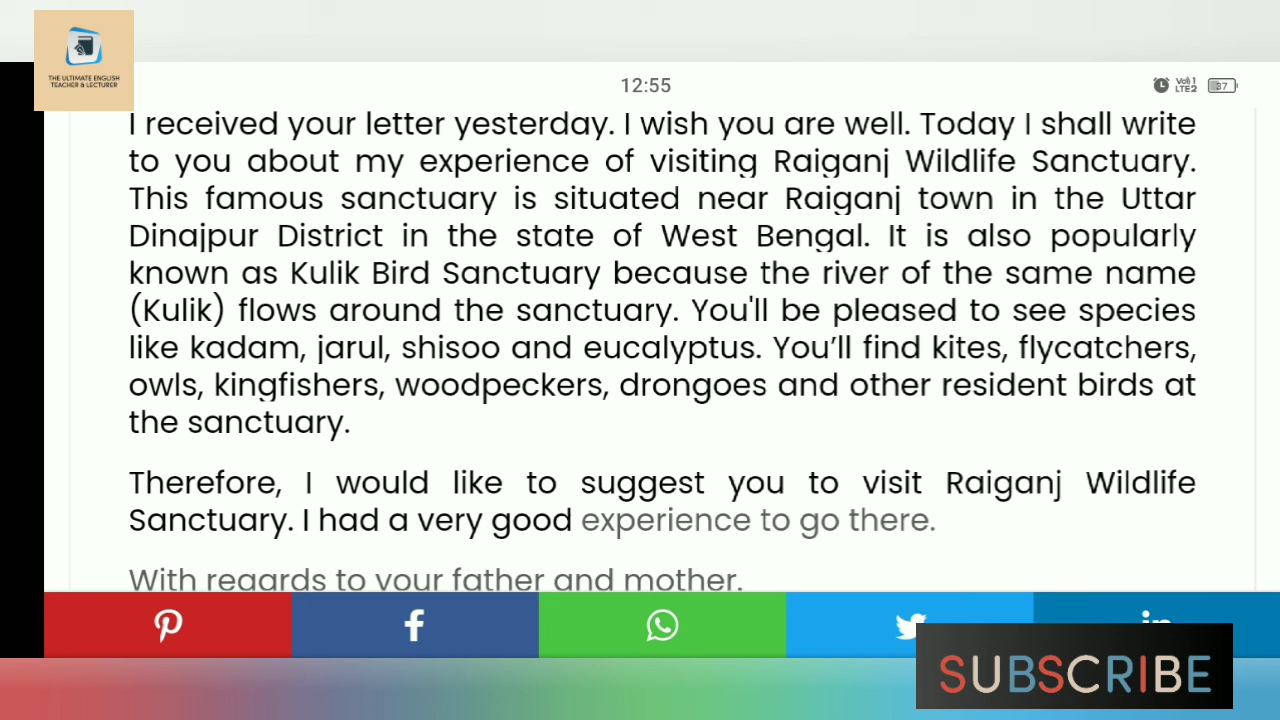 THE ULTIMATE ENGLISH
TEACHER & LECTURER
12:55
Vo)) 1
LTE2
37
I received your letter yesterday. I wish you are well. Today I shall write
to you about my experience of visiting Raiganj Wildlife Sanctuary.
This famous sanctuary is situated near Raiganj town in the Uttar
Dinajpur District in the state of West Bengal. It is also popularly
known as Kulik Bird Sanctuary because the river of the same name
(Kulik) flows around the sanctuary. You'll be pleased to see species
like kadam, jarul, shisoo and eucalyptus. You’ll find kites, flycatchers,
owls, kingfishers, woodpeckers, drongoes and other resident birds at
the sanctuary.
Therefore, I would like to suggest you to visit Raiganj Wildlife
Sanctuary. I had a very good experience to go there.
With regards to your father and mother.
in
SUBSCRIBE